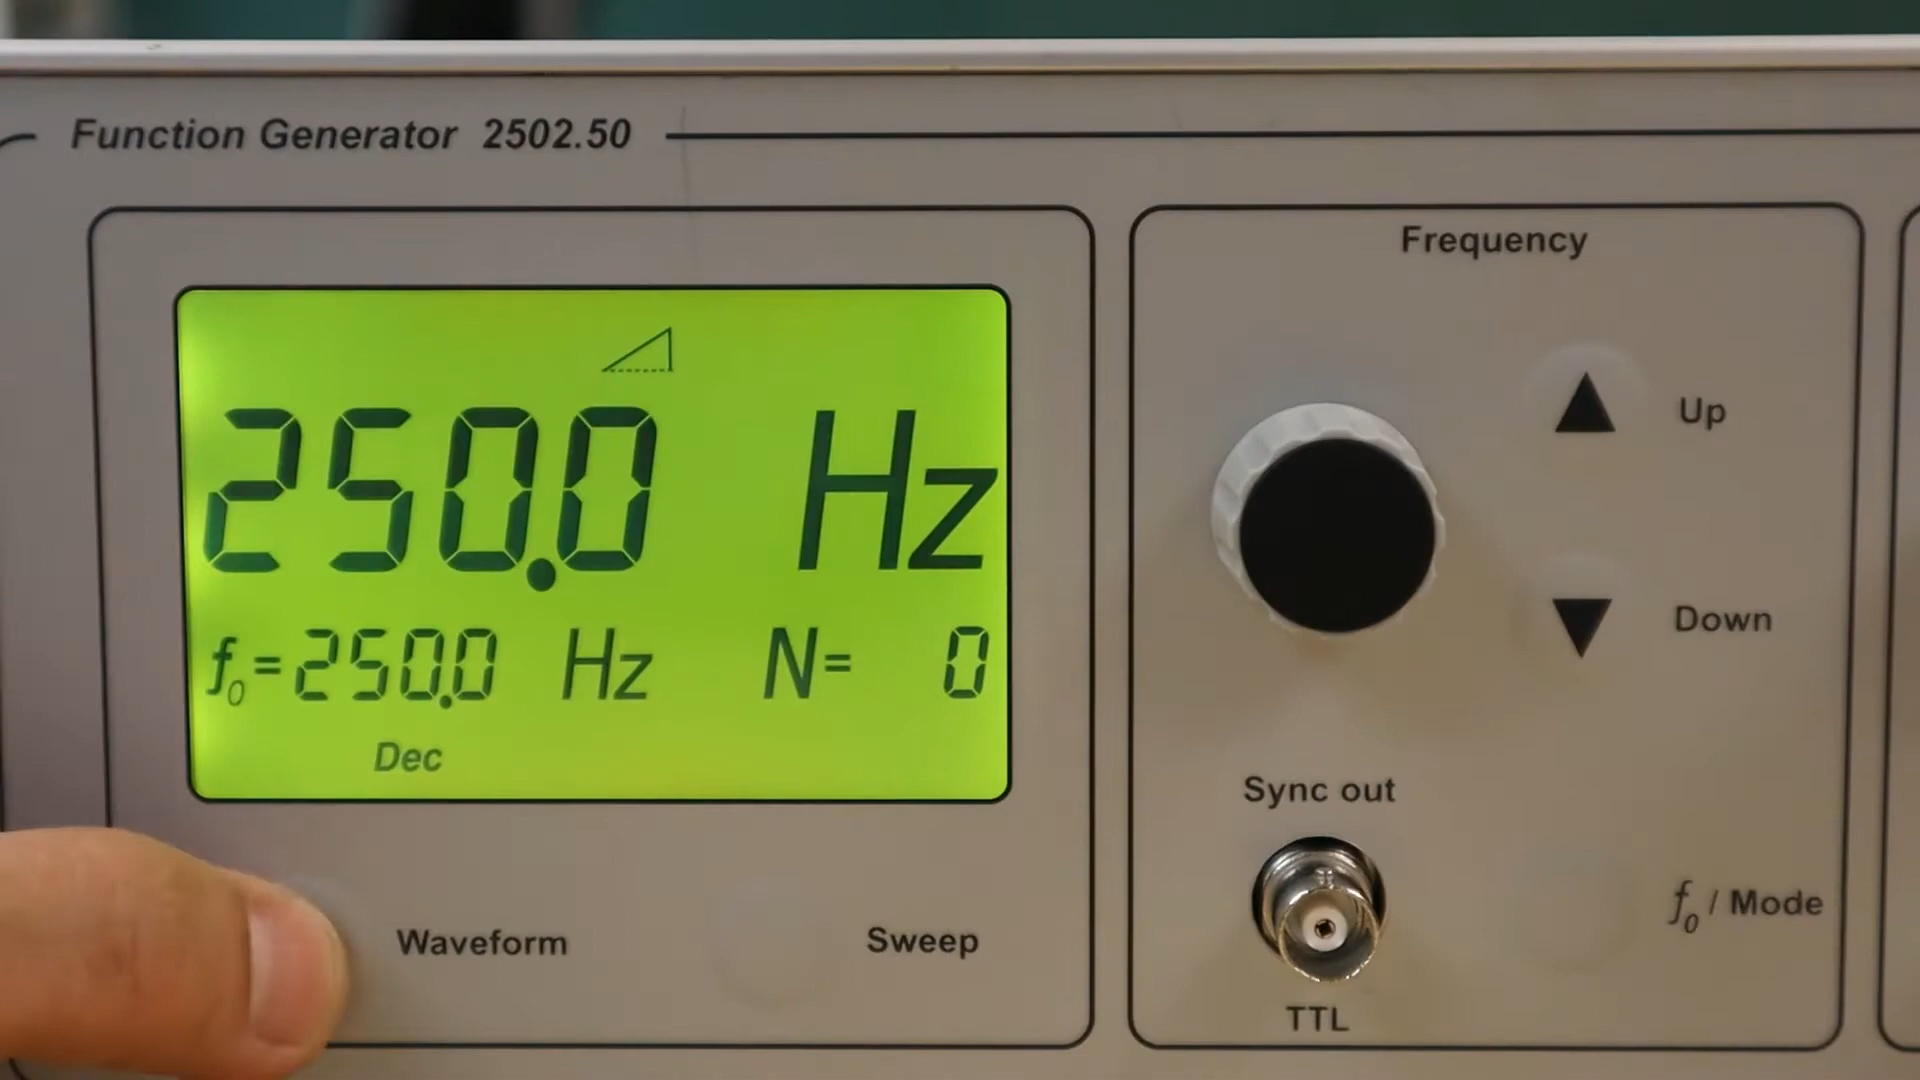 Function Generator 2502.50
250.0 Hz
f0=250.0 Hz N= 0
Dec
Waveform
Sweep
Frequency
Up
Down
Sync out
f0 / Mode
TTL